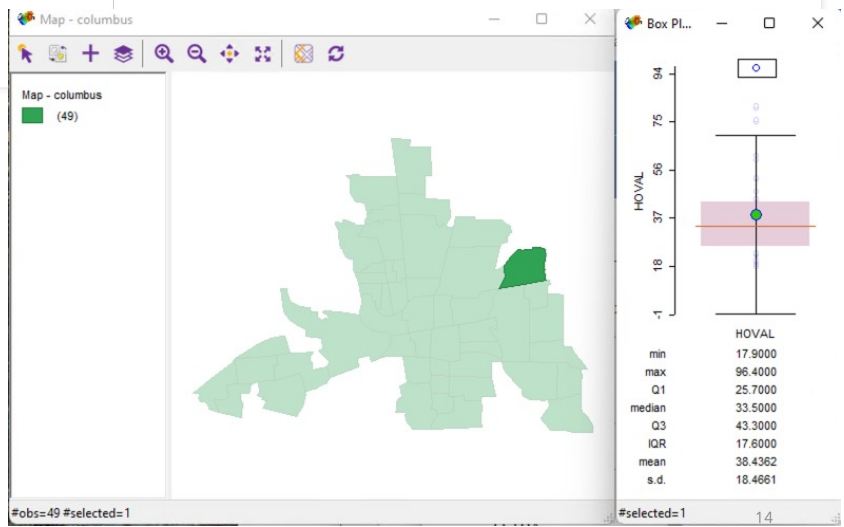 Map - columbus
Map - columbus
(49)
#obs=49 #selected=1
Box Pl...
94
75
56
37
18
-1
HOVAL
HOVAL
min 17.9000
max 96.4000
Q1 25.7000
median 33.5000
Q3 43.3000
IQR 17.6000
mean 38.4362
s.d. 18.4661
#selected=1
14